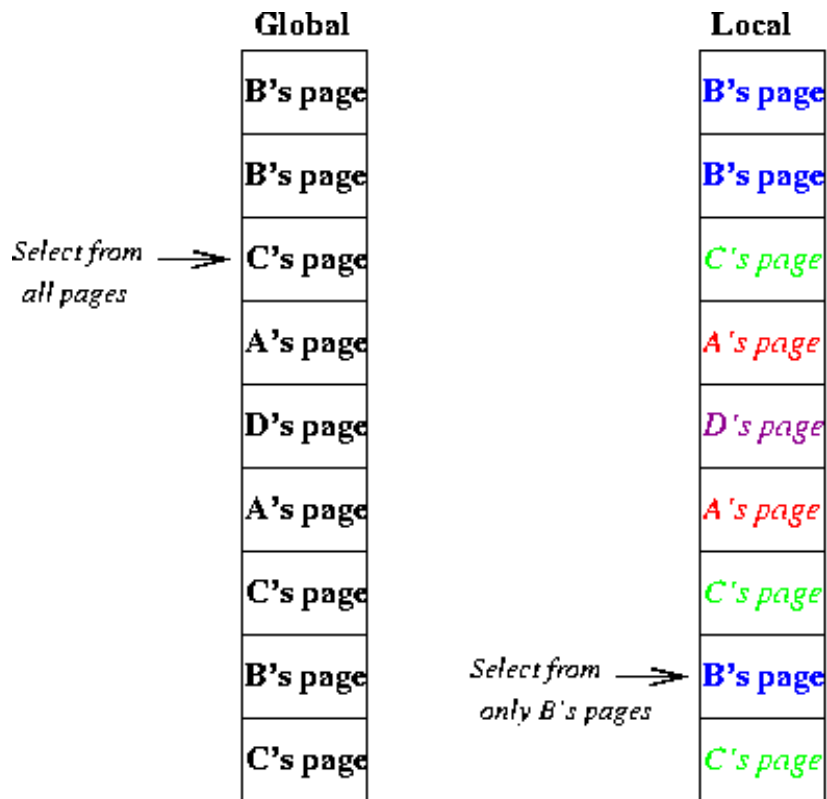 Global
B's page
B's page
Select from
all pages
C's page
A's page
D's page
A's page
C's page
B's page
C's page
Local
B's page
B's page
C's page
A's page
D's page
A's page
C's page
Select from
only B's pages
B's page
C's page